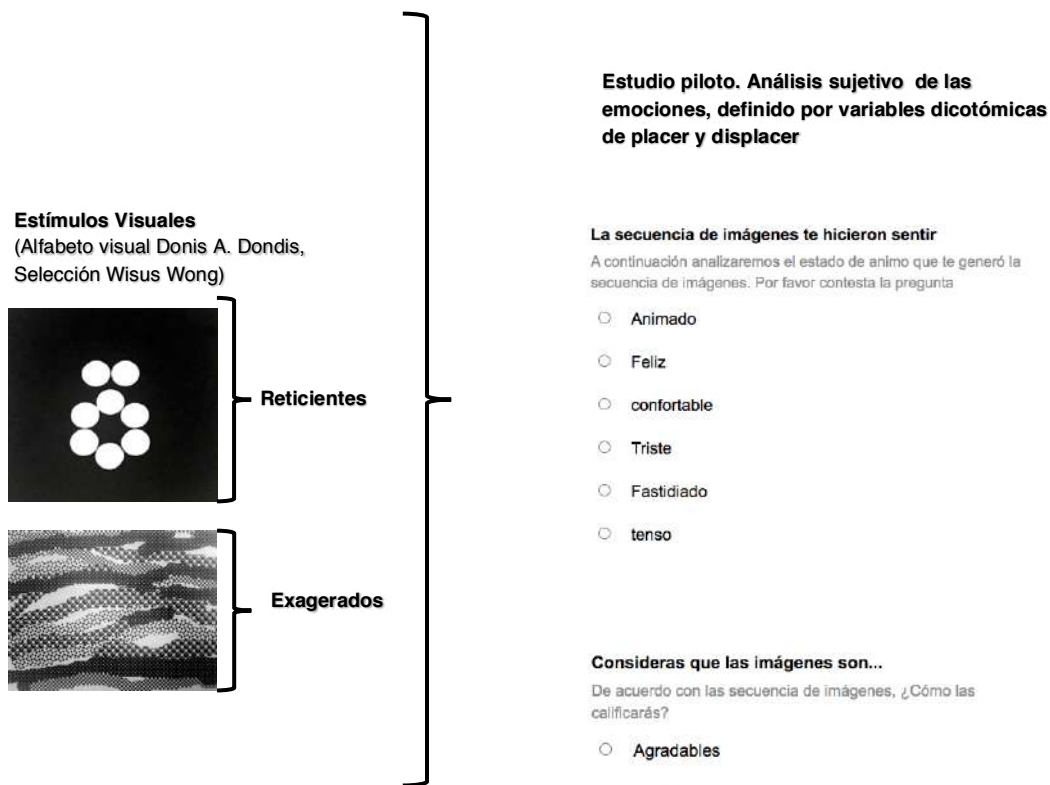 Estudio piloto. Análisis sujetivo de las
emociones, definido por variables dicotómicas
de placer y displacer
Estímulos Visuales
(Alfabeto visual Donis A. Dondis,
Selección Wisus Wong)
Reticientes
Exagerados
La secuencia de imágenes te hicieron sentir
A continuación analizaremos el estado de animo que te generó la
secuencia de imágenes. Por favor contesta la pregunta
Animado
Feliz
confortable
Triste
Fastidiado
tenso
Consideras que las imágenes son...
De acuerdo con las secuencia de imágenes, ¿Cómo las
calificarás?
Agradables